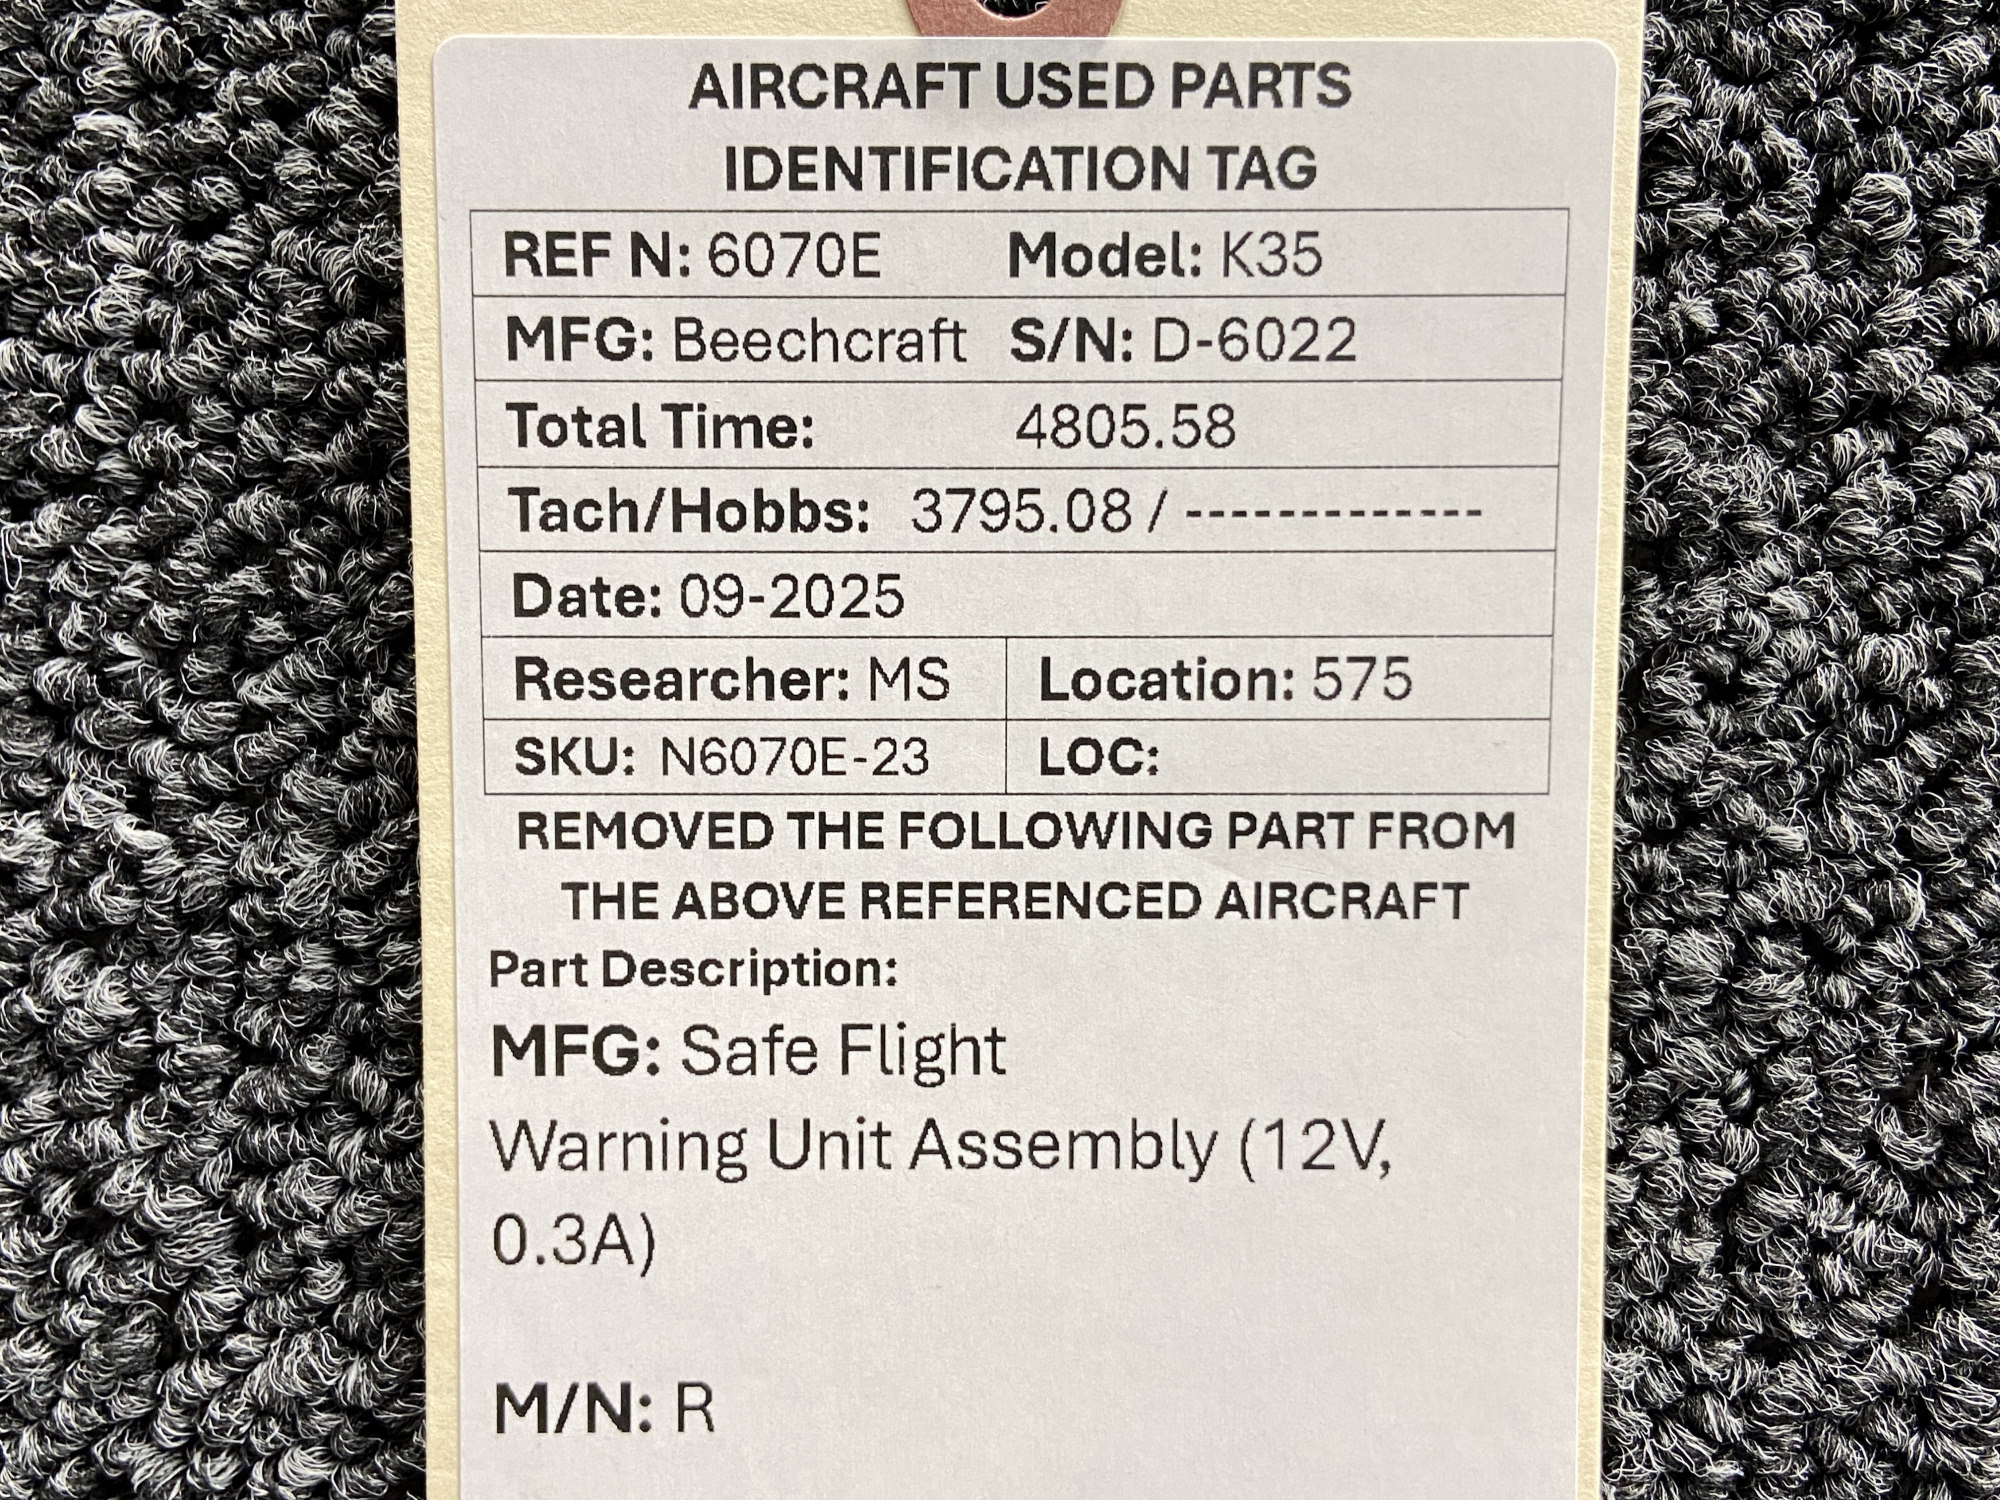 AIRCRAFT USED PARTS
IDENTIFICATION TAG
REF N: 6070E Model: K35
MFG: Beechcraft S/N: D-6022
Total Time: 4805.58
Tach/Hobbs: 3795.08 / -------------
Date: 09-2025
Researcher: MS Location: 575
SKU: N6070E-23 LOC:
REMOVED THE FOLLOWING PART FROM
THE ABOVE REFERENCED AIRCRAFT
Part Description:
MFG: Safe Flight
Warning Unit Assembly (12V,
0.3A)
M/N: R